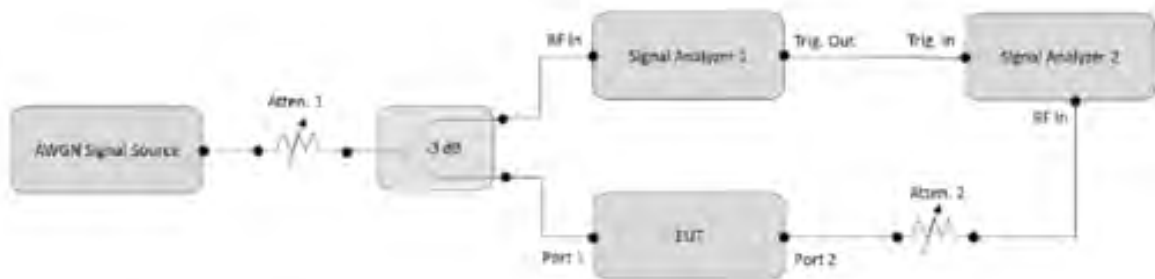 RF In
Signal Analyzer 1
Trig. Out
Trig. In
Signal Analyzer 2
Atten. 1
RF In
AWGN Signal Source
-3 dB
Atten. 2
EUT
Port 1
Port 2